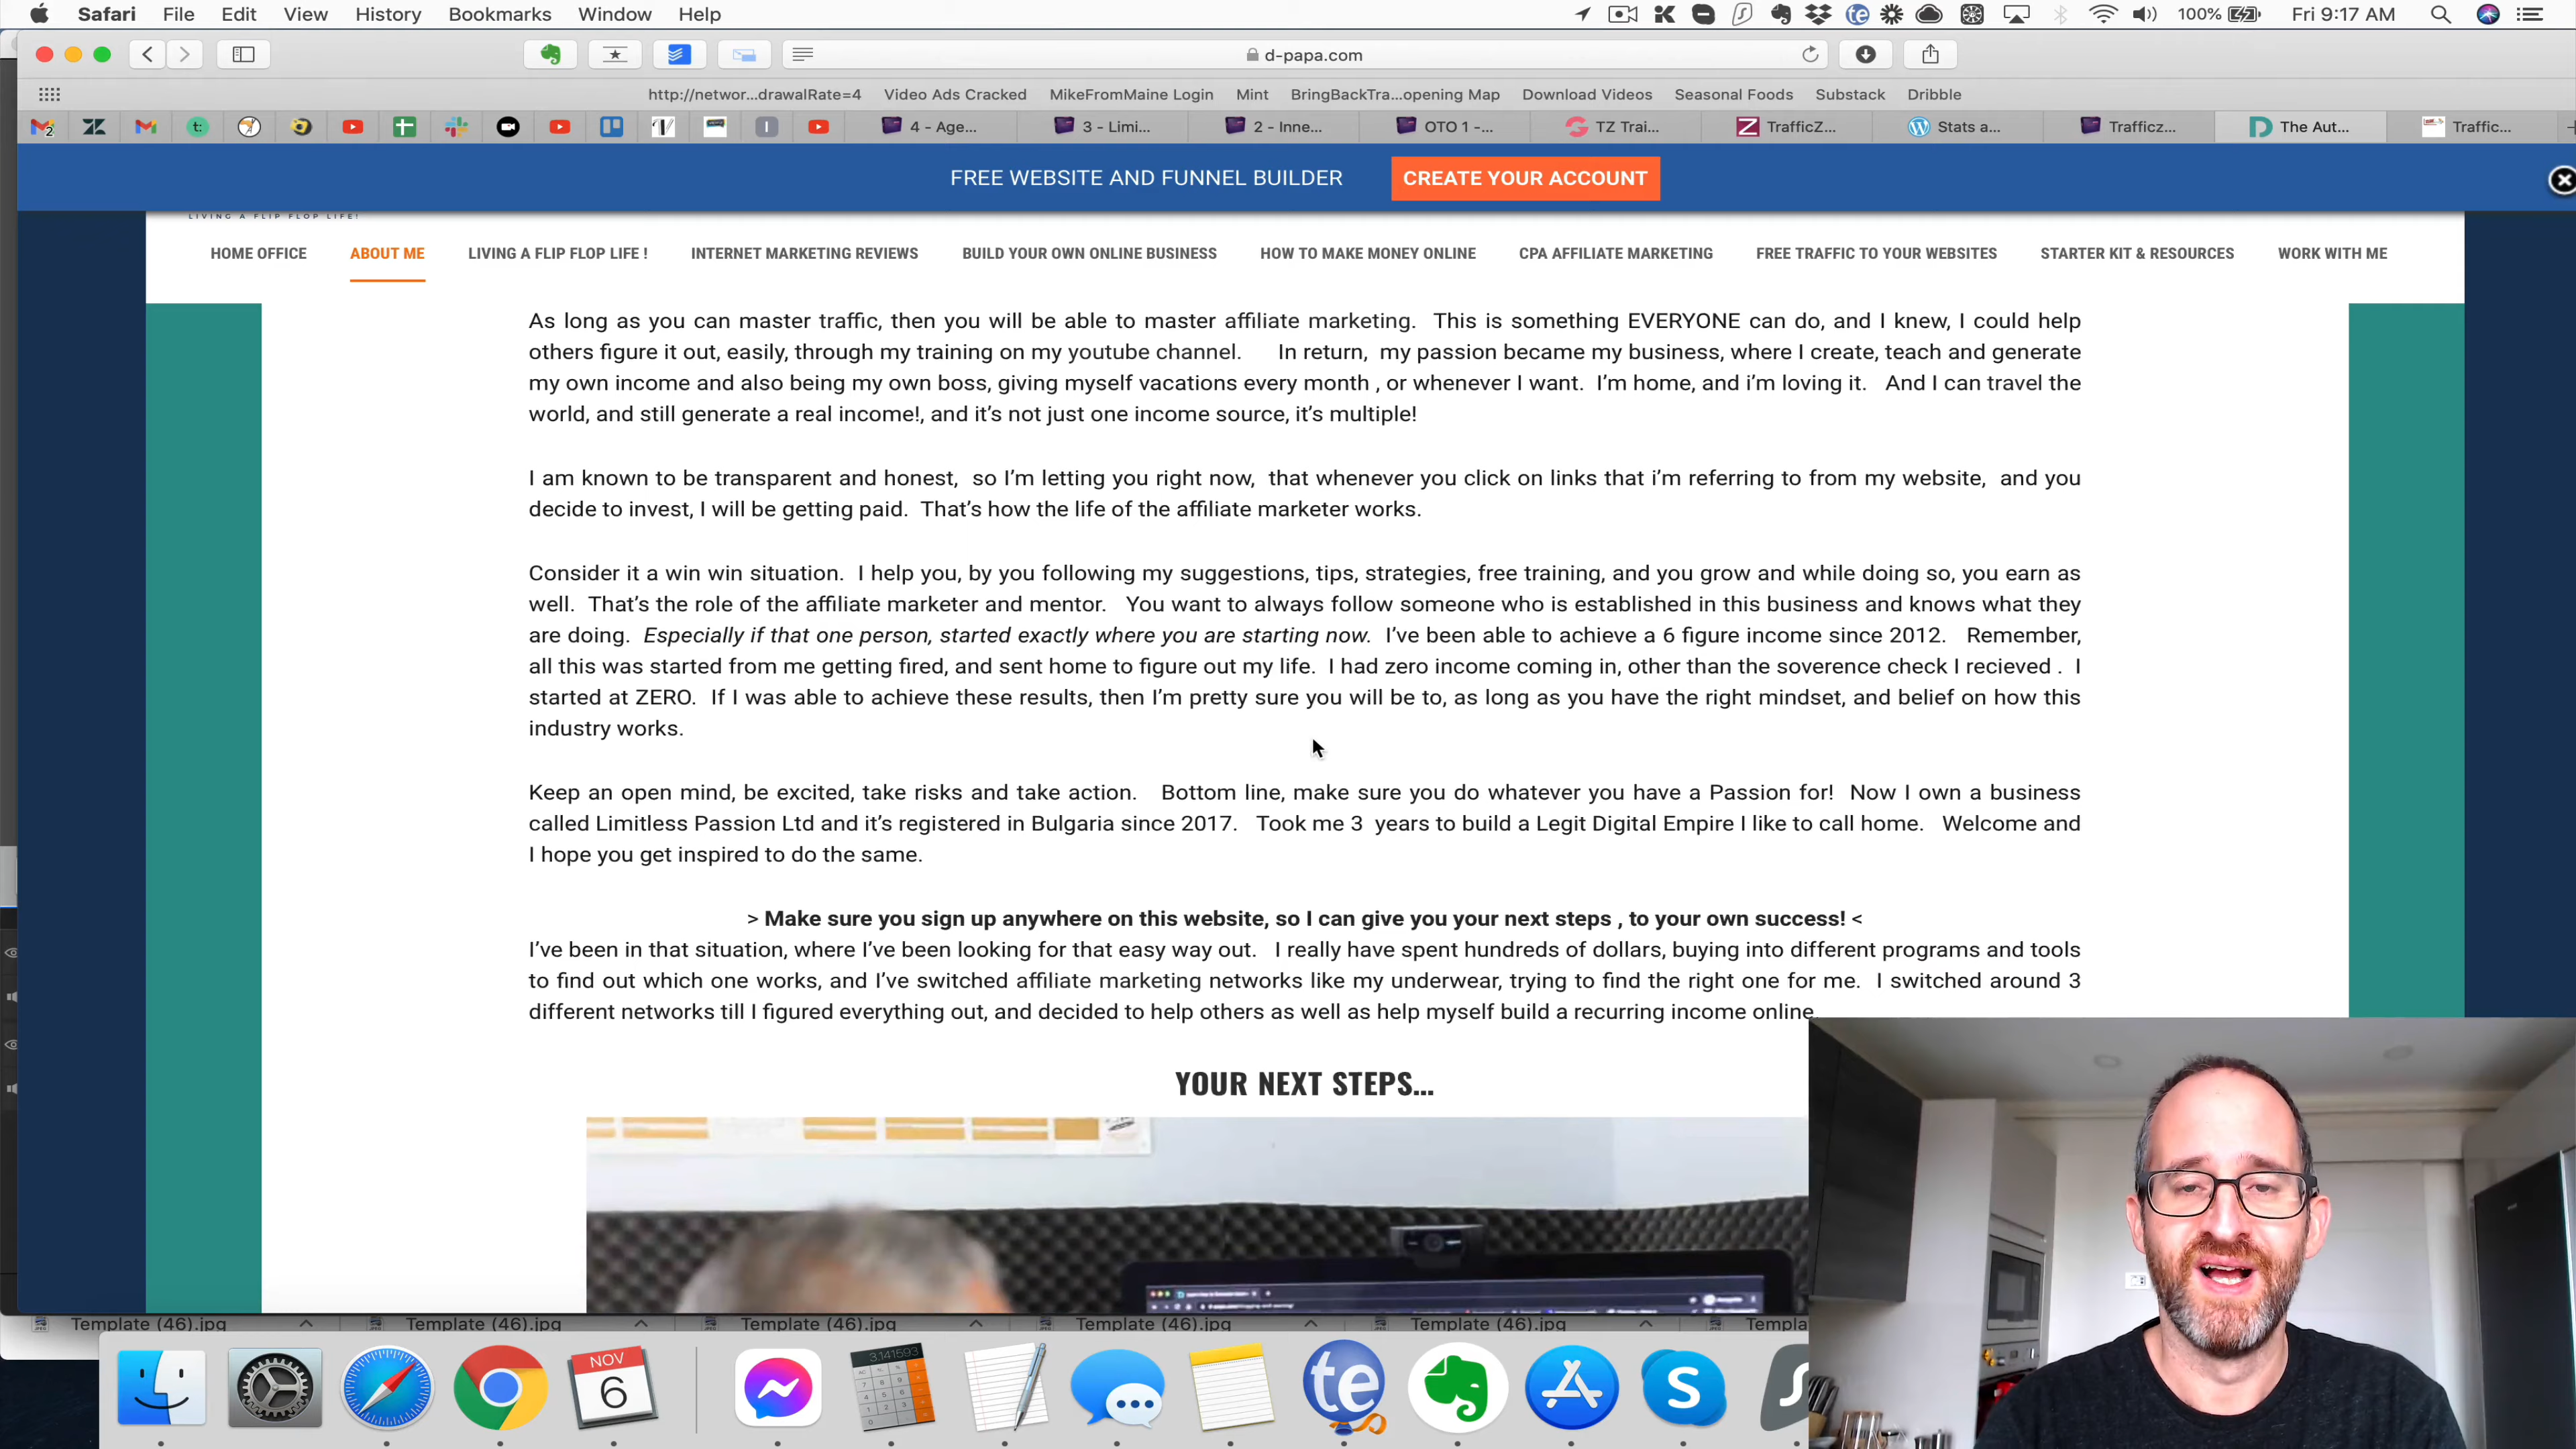 Safari File Edit View History Bookmarks Window Help 100% Fri 9:17 AM
d-papa.com
http://networ...drawalRate=4 Video Ads Cracked MikeFromMaine Login Mint BringBackTra...opening Map Download Videos Seasonal Foods Substack Dribble
4 - Age... 3 - Limi... 2 - Inne... OTO 1 -... TZ Trai... TrafficZ... Stats a... Trafficz... The Aut... Traffic...
FREE WEBSITE AND FUNNEL BUILDER CREATE YOUR ACCOUNT
LIVING A FLIP FLOP LIFE!
HOME OFFICE ABOUT ME LIVING A FLIP FLOP LIFE ! INTERNET MARKETING REVIEWS BUILD YOUR OWN ONLINE BUSINESS HOW TO MAKE MONEY ONLINE CPA AFFILIATE MARKETING FREE TRAFFIC TO YOUR WEBSITES STARTER KIT & RESOURCES WORK WITH ME
As long as you can master traffic, then you will be able to master affiliate marketing. This is something EVERYONE can do, and I knew, I could help
others figure it out, easily, through my training on my youtube channel. In return, my passion became my business, where I create, teach and generate
my own income and also being my own boss, giving myself vacations every month , or whenever I want. I'm home, and i'm loving it. And I can travel the
world, and still generate a real income!, and it's not just one income source, it's multiple!
I am known to be transparent and honest, so I'm letting you right now, that whenever you click on links that i'm referring to from my website, and you
decide to invest, I will be getting paid. That's how the life of the affiliate marketer works.
Consider it a win win situation. I help you, by you following my suggestions, tips, strategies, free training, and you grow and while doing so, you earn as
well. That's the role of the affiliate marketer and mentor. You want to always follow someone who is established in this business and knows what they
are doing. Especially if that one person, started exactly where you are starting now. I've been able to achieve a 6 figure income since 2012. Remember,
all this was started from me getting fired, and sent home to figure out my life. I had zero income coming in, other than the soverence check I recieved . I
started at ZERO. If I was able to achieve these results, then I'm pretty sure you will be to, as long as you have the right mindset, and belief on how this
industry works.
Keep an open mind, be excited, take risks and take action. Bottom line, make sure you do whatever you have a Passion for! Now I own a business
called Limitless Passion Ltd and it's registered in Bulgaria since 2017. Took me 3 years to build a Legit Digital Empire I like to call home. Welcome and
I hope you get inspired to do the same.
> Make sure you sign up anywhere on this website, so I can give you your next steps , to your own success! <
I've been in that situation, where I've been looking for that easy way out. I really have spent hundreds of dollars, buying into different programs and tools
to find out which one works, and I've switched affiliate marketing networks like my underwear, trying to find the right one for me. I switched around 3
different networks till I figured everything out, and decided to help others as well as help myself build a recurring income online.
YOUR NEXT STEPS...
Template (46).jpg Template (46).jpg Template (46).jpg Template (46).jpg Template (46).jpg Templa
NOV
6
3.141593
te
S